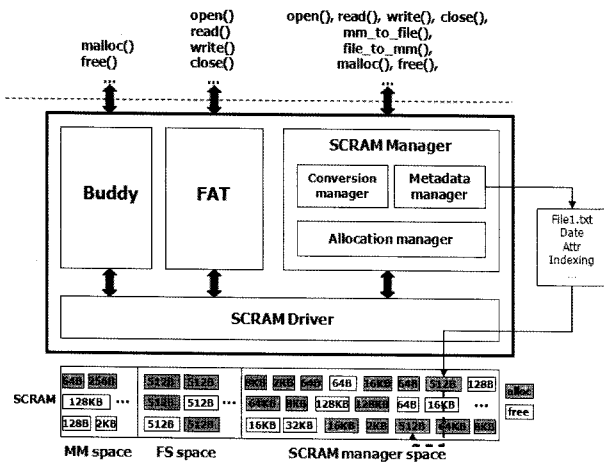 malloc()
free()
...
open()
read()
write()
close()
...
open(), read(), write(), close(),
mm_to_file(),
file_to_mm(),
malloc(), free(),
...
Buddy
FAT
SCRAM Manager
Conversion manager
Metadata manager
Allocation manager
File1.txt
Date
Attr
Indexing
...
SCRAM Driver
SCRAM
64B 256B 512B 512B 8KB 2KB 64B 64B 16KB 64B 512B 128B
128KB ... 512B 512B ... 64KB 8KB 128KB 128KB 64B 16KB ...
128B 2KB 512B 512B 16KB 32KB 16KB 2KB 512B 64KB 8KB
alloc
free
MM space FS space SCRAM manager space